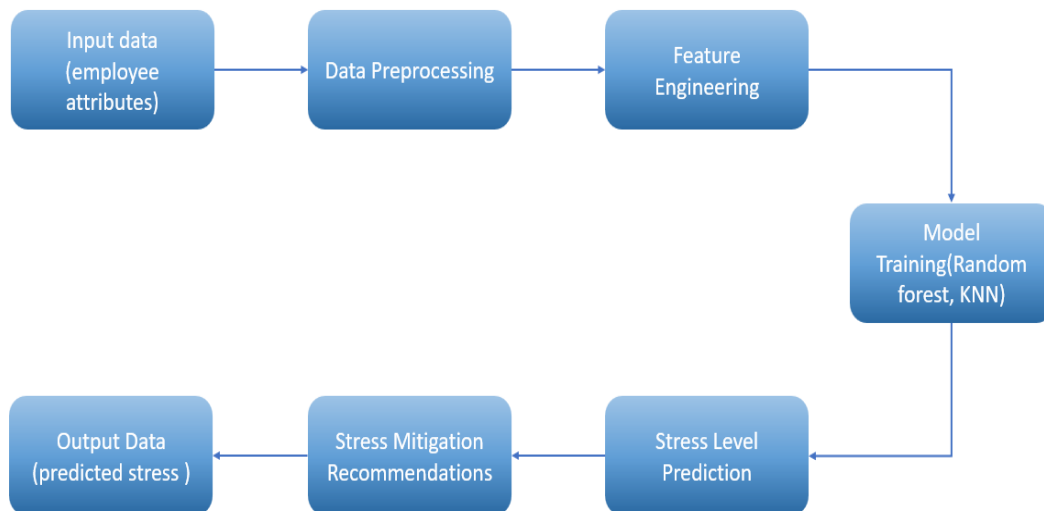 Input data
(employee
attributes)
Data Preprocessing
Feature
Engineering
Model
Training(Random
forest, KNN)
Output Data
(predicted stress )
Stress Mitigation
Recommendations
Stress Level
Prediction